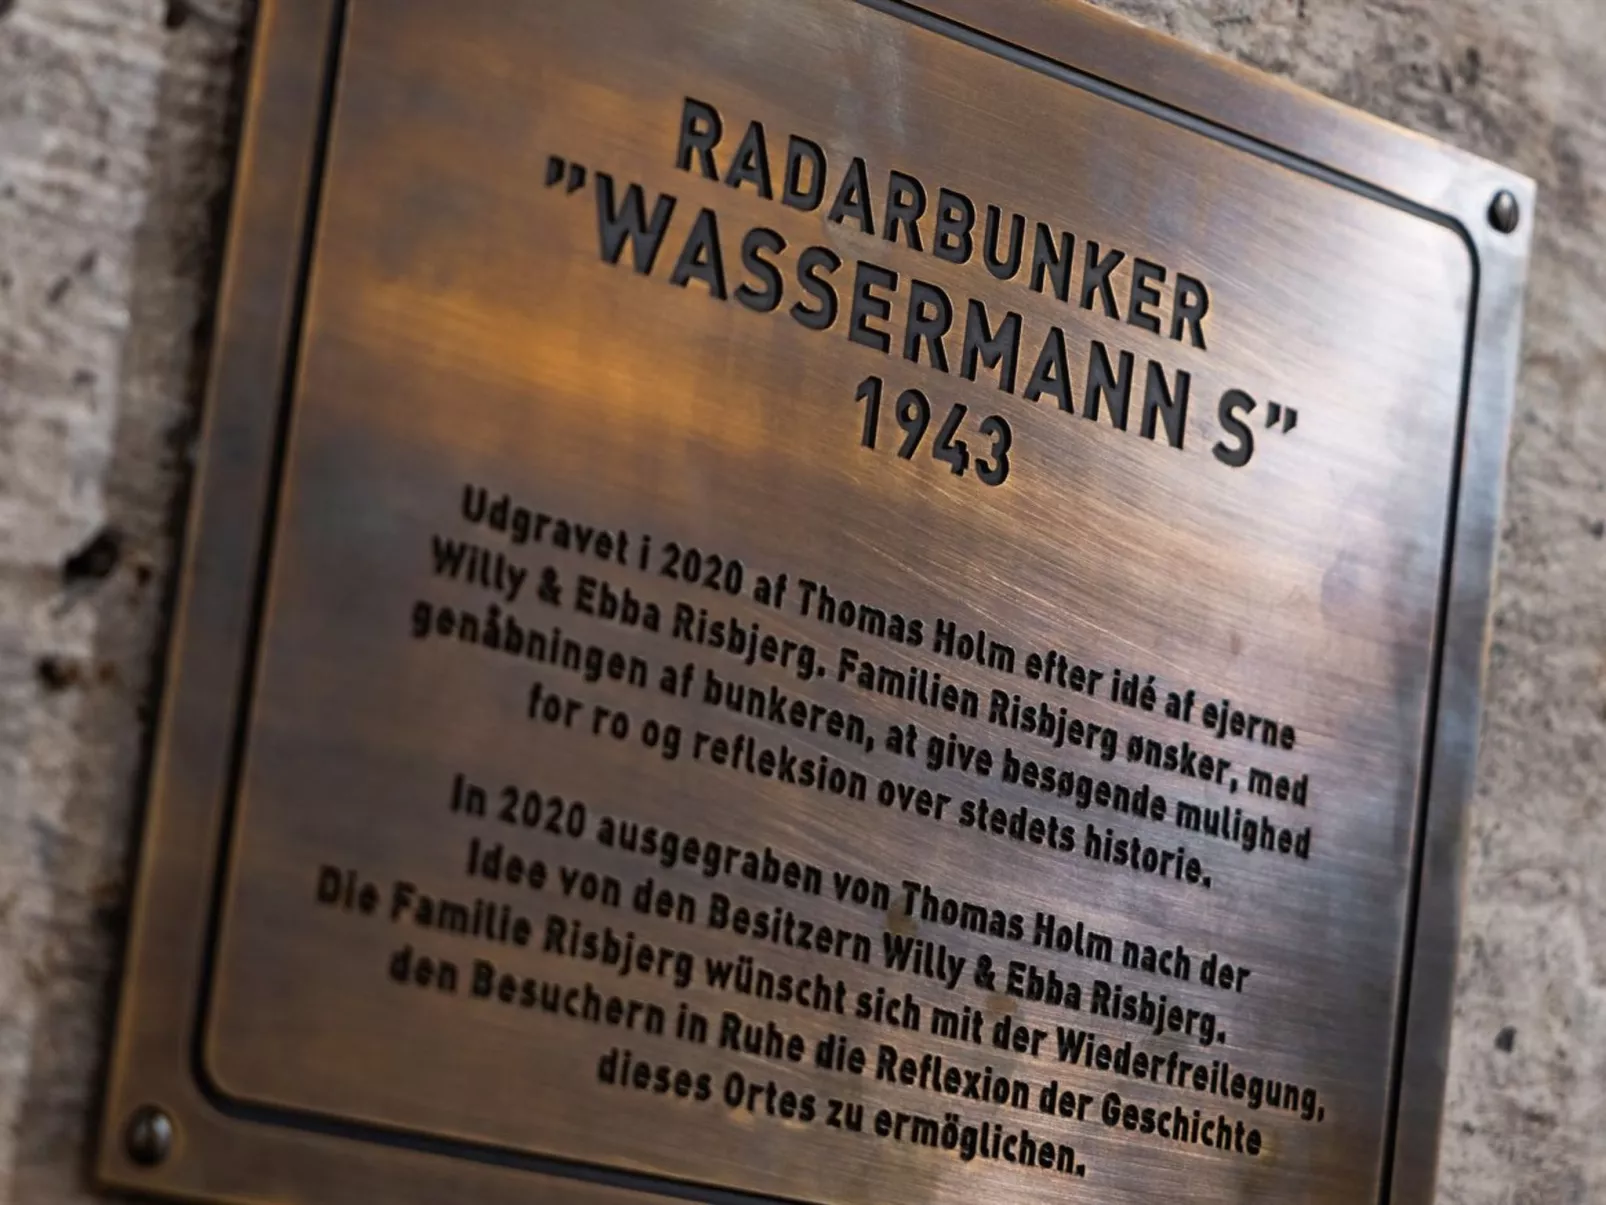 RADARBUNKER
"WASSERMANN S"
1943
Udgravet i 2020 af Thomas Holm efter idé af ejerne
Willy & Ebba Risbjerg. Familien Risbjerg ønsker, med
genåbningen af bunkeren, at give besøgende mulighed
for ro og refleksion over stedets historie.
In 2020 ausgegraben von Thomas Holm nach der
Idee von den Besitzern Willy & Ebba Risbjerg.
Die Familie Risbjerg wünscht sich mit der Wiederfreilegung,
den Besuchern in Ruhe die Reflexion der Geschichte
dieses Ortes zu ermöglichen.